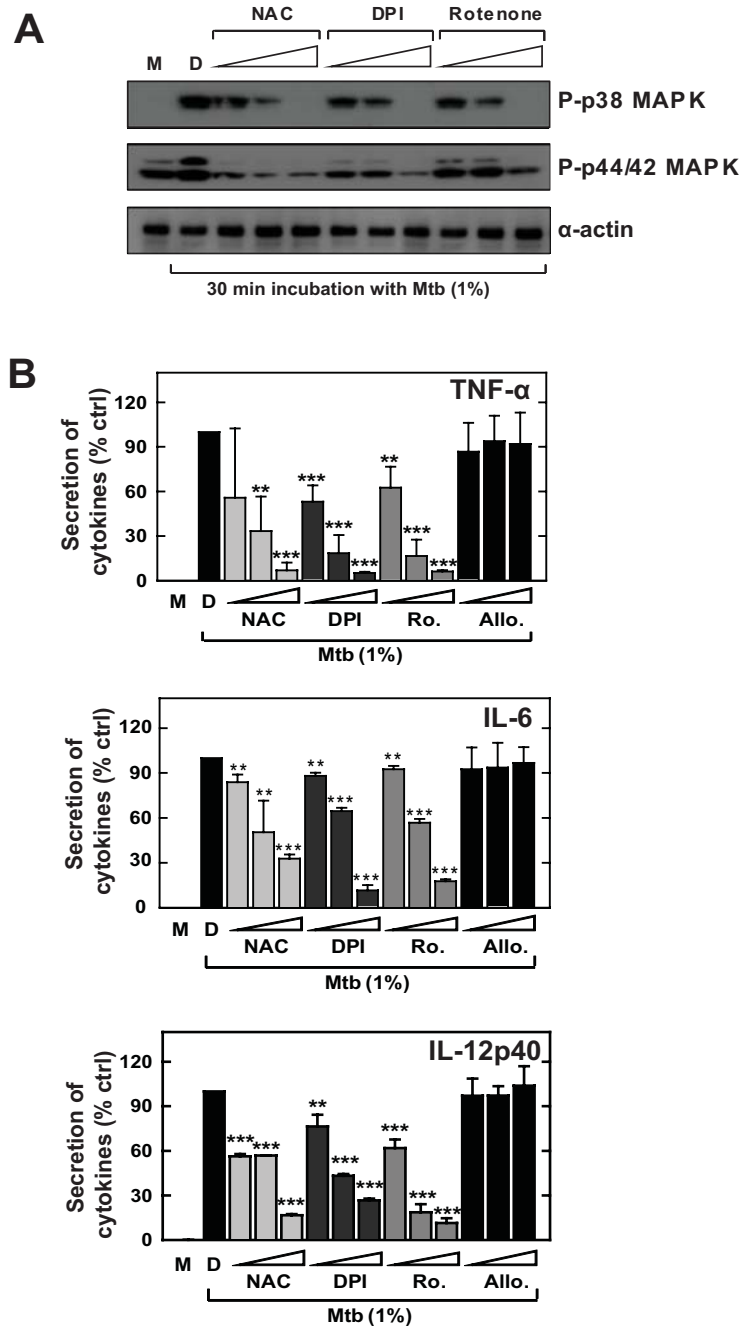 A
NAC DPI Rotenone
M D
P-p38 MAPK
P-p44/42 MAPK
α-actin
30 min incubation with Mtb (1%)
B
TNF-α
Secretion of
cytokines (% ctrl)
120
90
60
30
0
** *** *** *** *** ** *** ***
M D NAC DPI Ro. Allo.
Mtb (1%)
IL-6
Secretion of
cytokines (% ctrl)
120
90
60
30
0
** ** *** ** *** *** ** *** ***
M D NAC DPI Ro. Allo.
Mtb (1%)
IL-12p40
Secretion of
cytokines (% ctrl)
120
90
60
30
0
*** *** *** ** *** *** *** *** ***
M D NAC DPI Ro. Allo.
Mtb (1%)